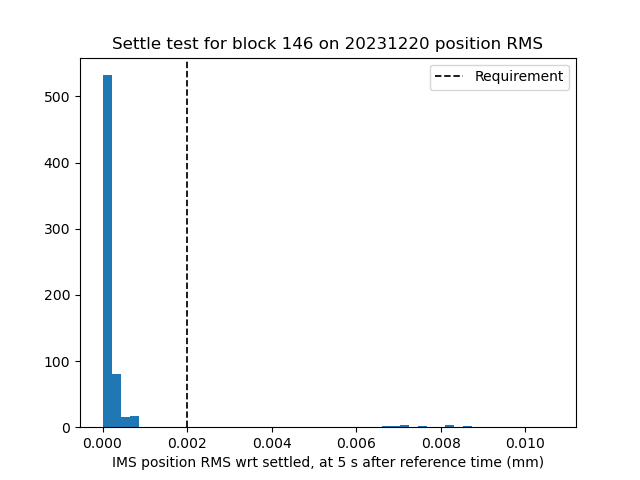 Settle test for block 146 on 20231220 position RMS
Requirement
500
400
300
200
100
0
0.000 0.002 0.004 0.006 0.008 0.010
IMS position RMS wrt settled, at 5 s after reference time (mm)